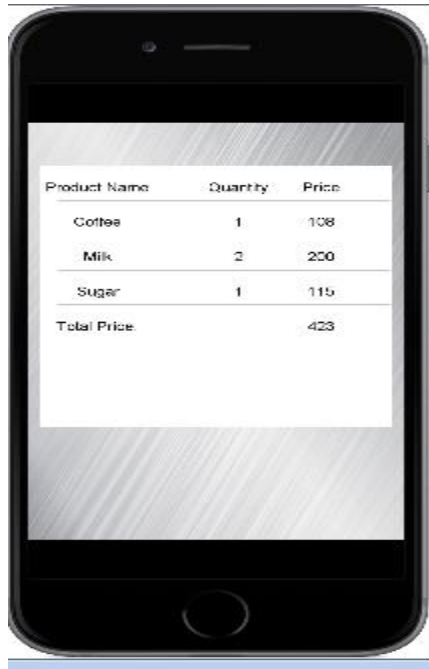 Product Name Quantity Price
Coffee 1 108
Milk 2 200
Sugar 1 115
Total Price 423